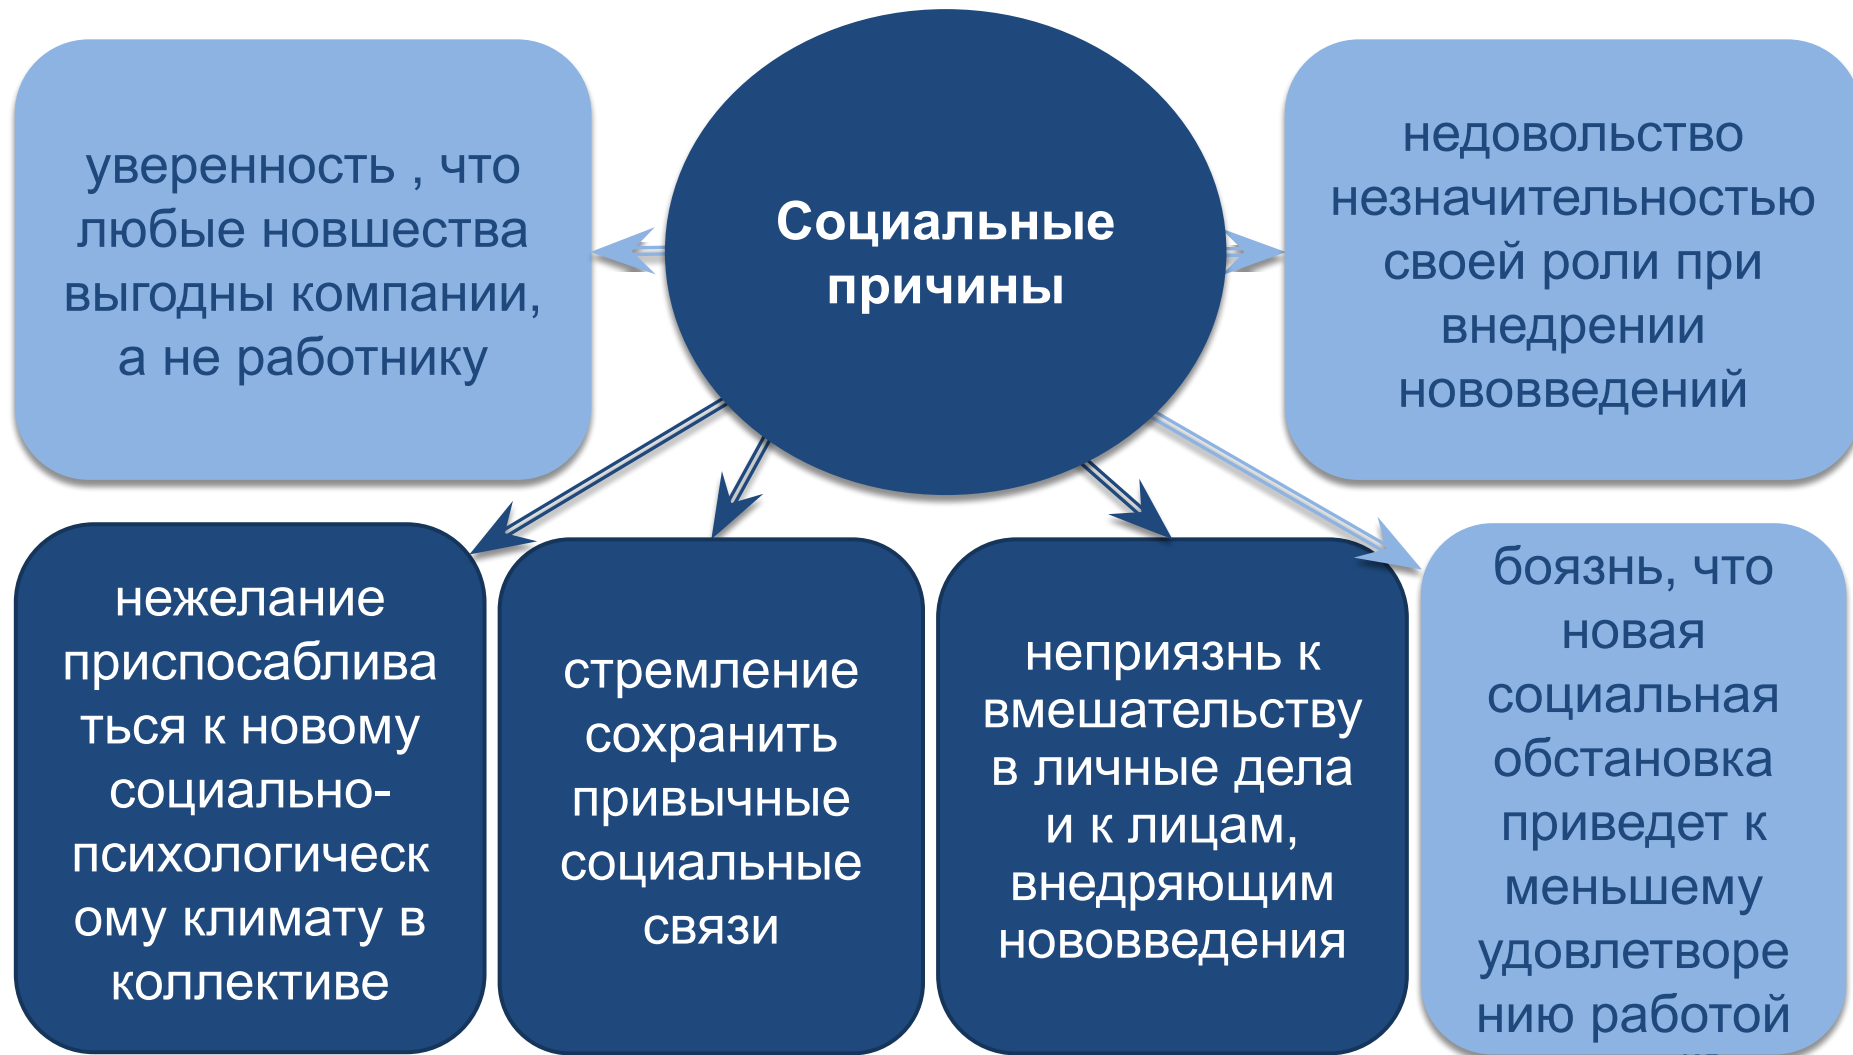 Социальные
причины
уверенность , что
любые новшества
выгодны компании,
а не работнику
недовольство
незначительностью
своей роли при
внедрении
нововведений
нежелание
приспосаблива
ться к новому
социально-
психологическ
ому климату в
коллективе
стремление
сохранить
привычные
социальные
связи
неприязнь к
вмешательству
в личные дела
и к лицам,
внедряющим
нововведения
боязнь, что
новая
социальная
обстановка
приведет к
меньшему
удовлетворе
нию работой